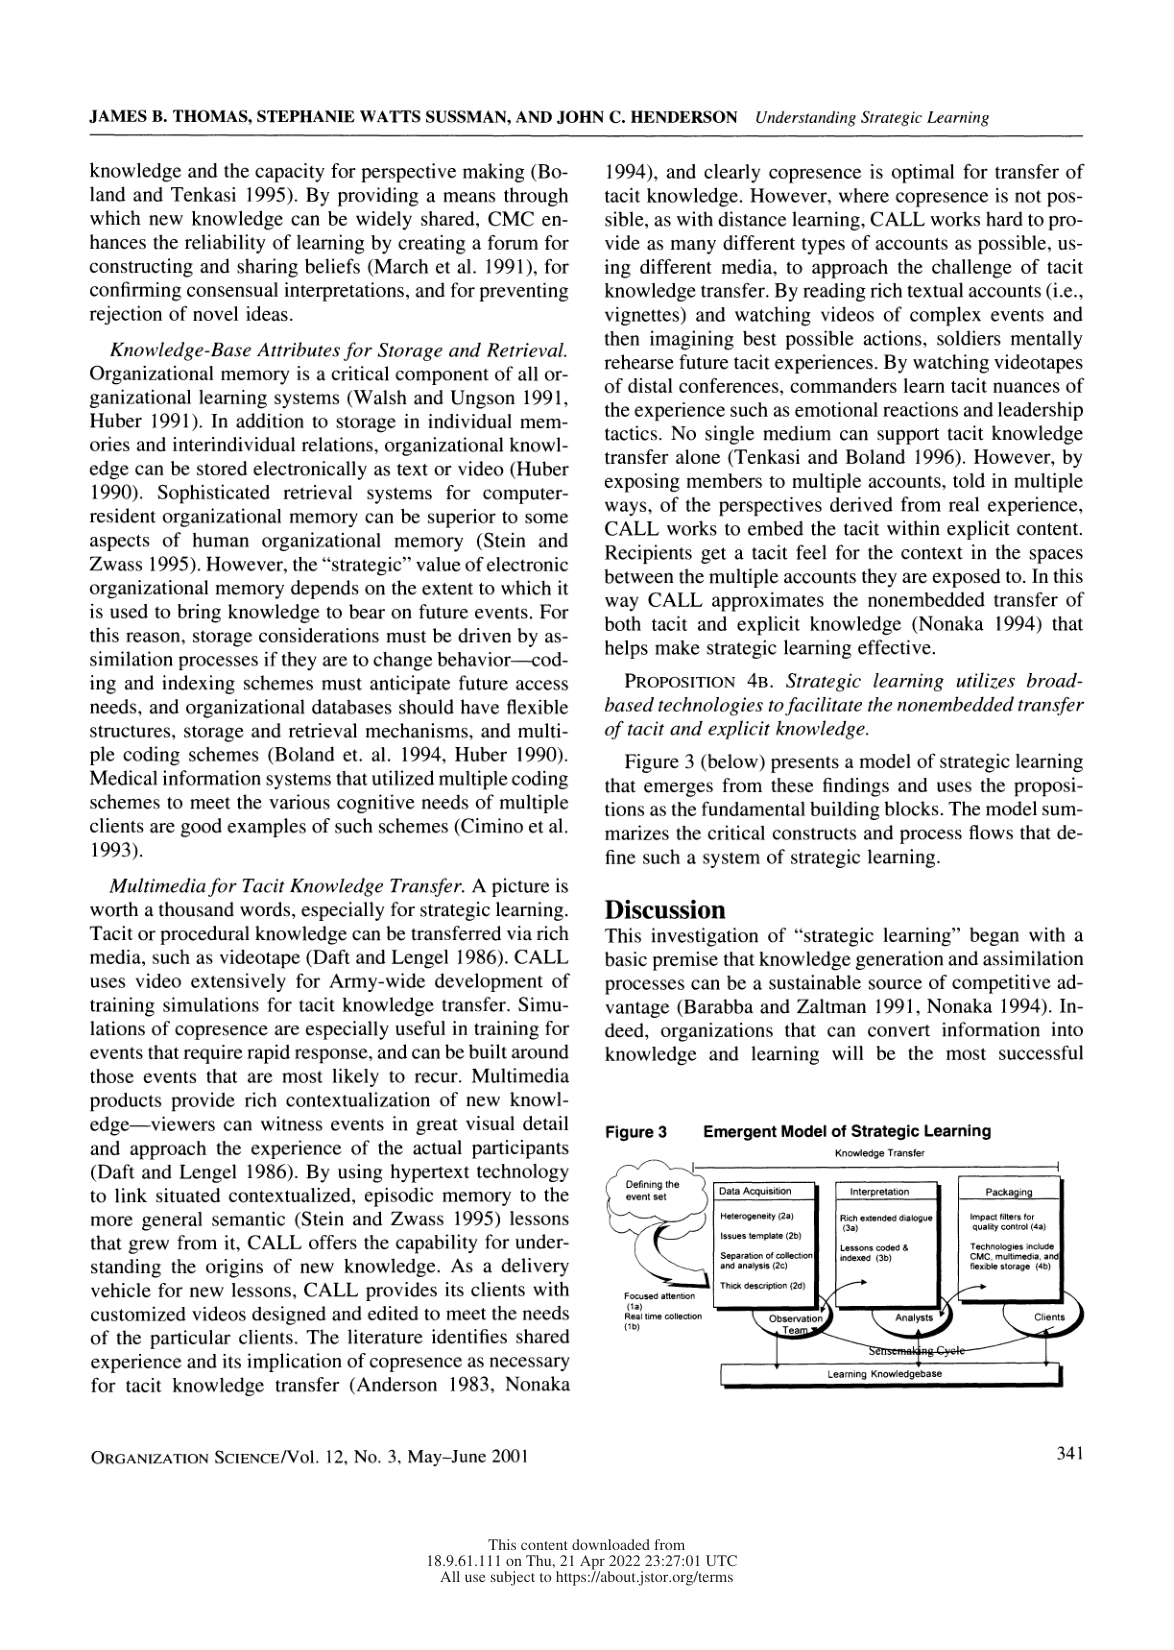 JAMES B. THOMAS, STEPHANIE WATTS SUSSMAN, AND JOHN C. HENDERSON Understanding Strategic Learning
knowledge and the capacity for perspective making (Bo-
land and Tenkasi 1995). By providing a means through
which new knowledge can be widely shared, CMC en-
hances the reliability of learning by creating a forum for
constructing and sharing beliefs (March et al. 1991), for
confirming consensual interpretations, and for preventing
rejection of novel ideas.
Knowledge-Base Attributes for Storage and Retrieval.
Organizational memory is a critical component of all or-
ganizational learning systems (Walsh and Ungson 1991,
Huber 1991). In addition to storage in individual mem-
ories and interindividual relations, organizational knowl-
edge can be stored electronically as text or video (Huber
1990). Sophisticated retrieval systems for computer-
resident organizational memory can be superior to some
aspects of human organizational memory (Stein and
Zwass 1995). However, the “strategic” value of electronic
organizational memory depends on the extent to which it
is used to bring knowledge to bear on future events. For
this reason, storage considerations must be driven by as-
similation processes if they are to change behavior—cod-
ing and indexing schemes must anticipate future access
needs, and organizational databases should have flexible
structures, storage and retrieval mechanisms, and multi-
ple coding schemes (Boland et. al. 1994, Huber 1990).
Medical information systems that utilized multiple coding
schemes to meet the various cognitive needs of multiple
clients are good examples of such schemes (Cimino et al.
1993).
Multimedia for Tacit Knowledge Transfer. A picture is
worth a thousand words, especially for strategic learning.
Tacit or procedural knowledge can be transferred via rich
media, such as videotape (Daft and Lengel 1986). CALL
uses video extensively for Army-wide development of
training simulations for tacit knowledge transfer. Simu-
lations of copresence are especially useful in training for
events that require rapid response, and can be built around
those events that are most likely to recur. Multimedia
products provide rich contextualization of new knowl-
edge—viewers can witness events in great visual detail
and approach the experience of the actual participants
(Daft and Lengel 1986). By using hypertext technology
to link situated contextualized, episodic memory to the
more general semantic (Stein and Zwass 1995) lessons
that grew from it, CALL offers the capability for under-
standing the origins of new knowledge. As a delivery
vehicle for new lessons, CALL provides its clients with
customized videos designed and edited to meet the needs
of the particular clients. The literature identifies shared
experience and its implication of copresence as necessary
for tacit knowledge transfer (Anderson 1983, Nonaka
1994), and clearly copresence is optimal for transfer of
tacit knowledge. However, where copresence is not pos-
sible, as with distance learning, CALL works hard to pro-
vide as many different types of accounts as possible, us-
ing different media, to approach the challenge of tacit
knowledge transfer. By reading rich textual accounts (i.e.,
vignettes) and watching videos of complex events and
then imagining best possible actions, soldiers mentally
rehearse future tacit experiences. By watching videotapes
of distal conferences, commanders learn tacit nuances of
the experience such as emotional reactions and leadership
tactics. No single medium can support tacit knowledge
transfer alone (Tenkasi and Boland 1996). However, by
exposing members to multiple accounts, told in multiple
ways, of the perspectives derived from real experience,
CALL works to embed the tacit within explicit content.
Recipients get a tacit feel for the context in the spaces
between the multiple accounts they are exposed to. In this
way CALL approximates the nonembedded transfer of
both tacit and explicit knowledge (Nonaka 1994) that
helps make strategic learning effective.
PROPOSITION 4B. Strategic learning utilizes broad-
based technologies to facilitate the nonembedded transfer
of tacit and explicit knowledge.
Figure 3 (below) presents a model of strategic learning
that emerges from these findings and uses the proposi-
tions as the fundamental building blocks. The model sum-
marizes the critical constructs and process flows that de-
fine such a system of strategic learning.
Discussion
This investigation of “strategic learning” began with a
basic premise that knowledge generation and assimilation
processes can be a sustainable source of competitive ad-
vantage (Barabba and Zaltman 1991, Nonaka 1994). In-
deed, organizations that can convert information into
knowledge and learning will be the most successful
Figure 3 Emergent Model of Strategic Learning
Knowledge Transfer
Defining the
event set
Focused attention
(1a)
Real time collection
(1b)
Data Acquisition
Heterogeneity (2a)
Issues template (2b)
Separation of collection
and analysis (2c)
Thick description (2d)
Interpretation
Rich extended dialogue
(3a)
Lessons coded &
indexed (3b)
Packaging
Impact filters for
quality control (4a)
Technologies include
CMC, multimedia, and
flexible storage (4b)
Observation
Team
Analysts
Clients
Sensemaking Cycle
Learning Knowledgebase
ORGANIZATION SCIENCE/Vol. 12, No. 3, May–June 2001
341
This content downloaded from
18.9.61.111 on Thu, 21 Apr 2022 23:27:01 UTC
All use subject to https://about.jstor.org/terms